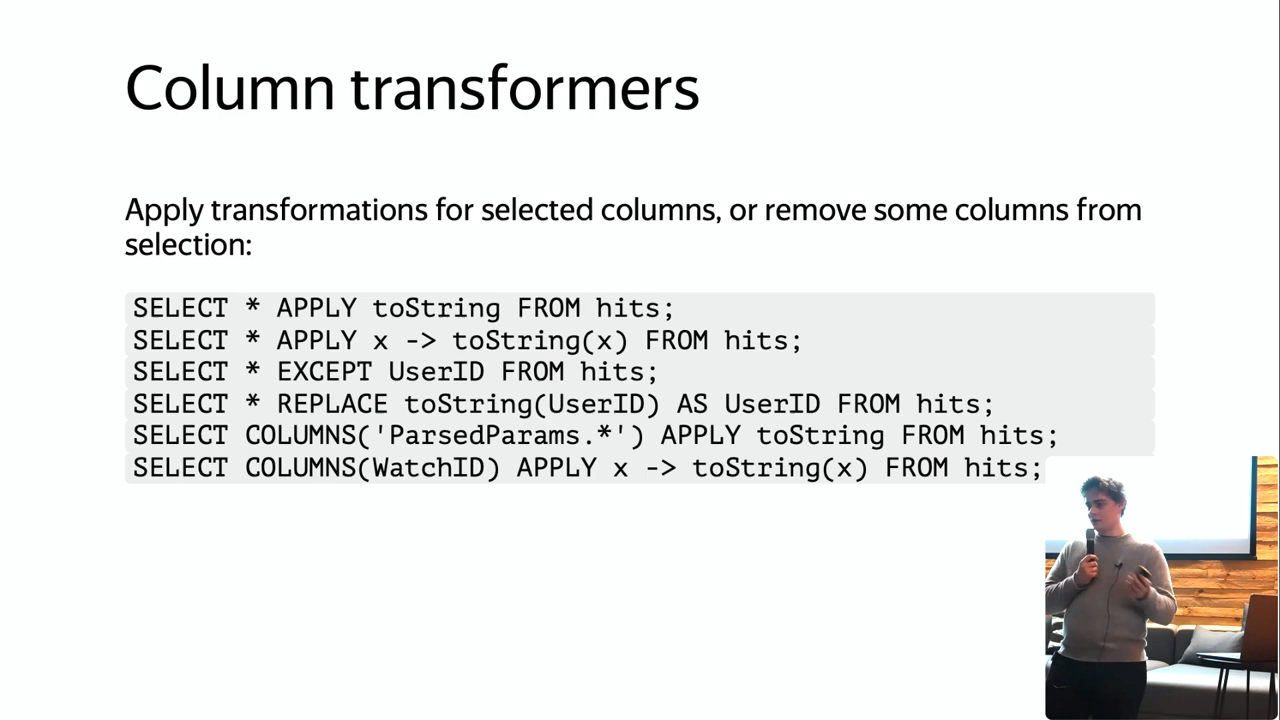 Column transformers
Apply transformations for selected columns, or remove some columns from
selection:
SELECT * APPLY toString FROM hits;
SELECT * APPLY x -> toString(x) FROM hits;
SELECT * EXCEPT UserID FROM hits;
SELECT * REPLACE toString(UserID) AS UserID FROM hits;
SELECT COLUMNS('ParsedParams.*') APPLY toString FROM hits;
SELECT COLUMNS(WatchID) APPLY x -> toString(x) FROM hits;